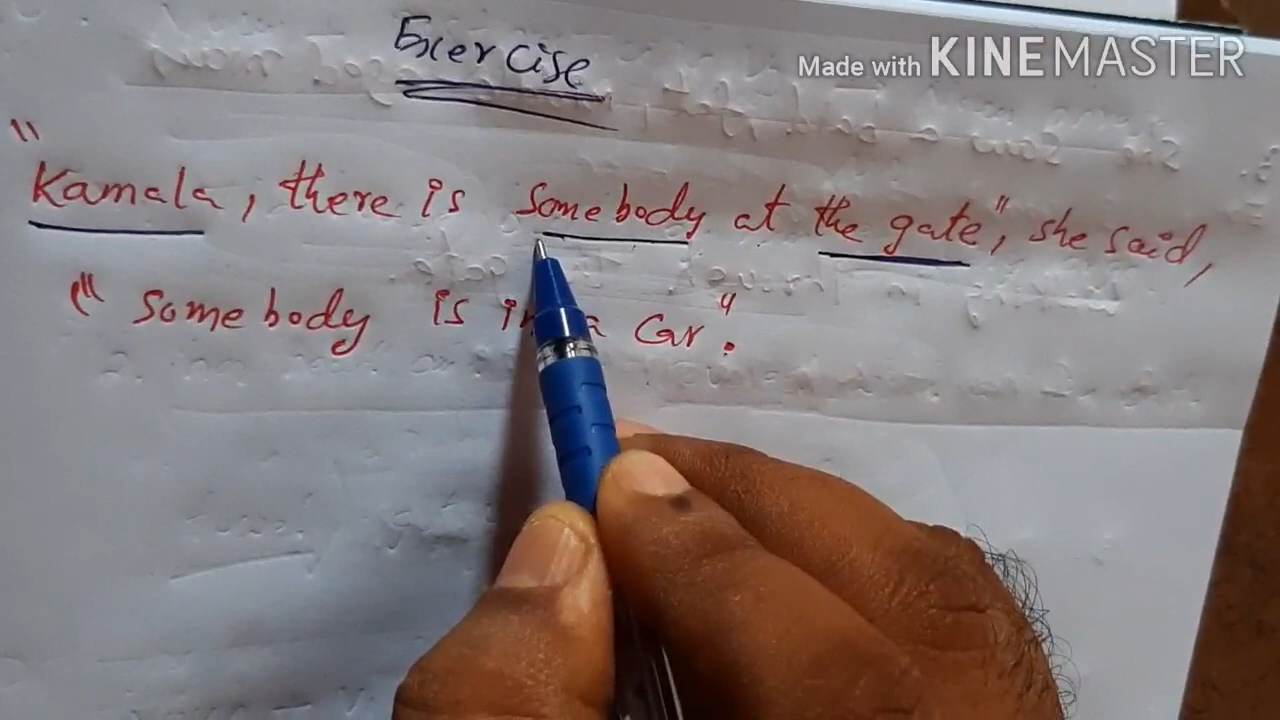 Exercise
Made with KINEMASTER
"Kamala, there is somebody at the gate", she said,
"Somebody is in a Car".